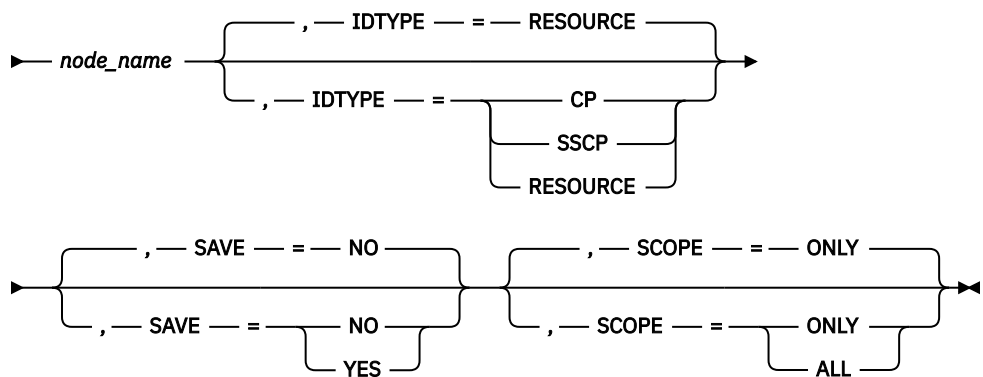 , IDTYPE = RESOURCE
node_name
, IDTYPE = CP
SSCP
RESOURCE
, SAVE = NO , SCOPE = ONLY
, SAVE = NO , SCOPE = ONLY
YES ALL